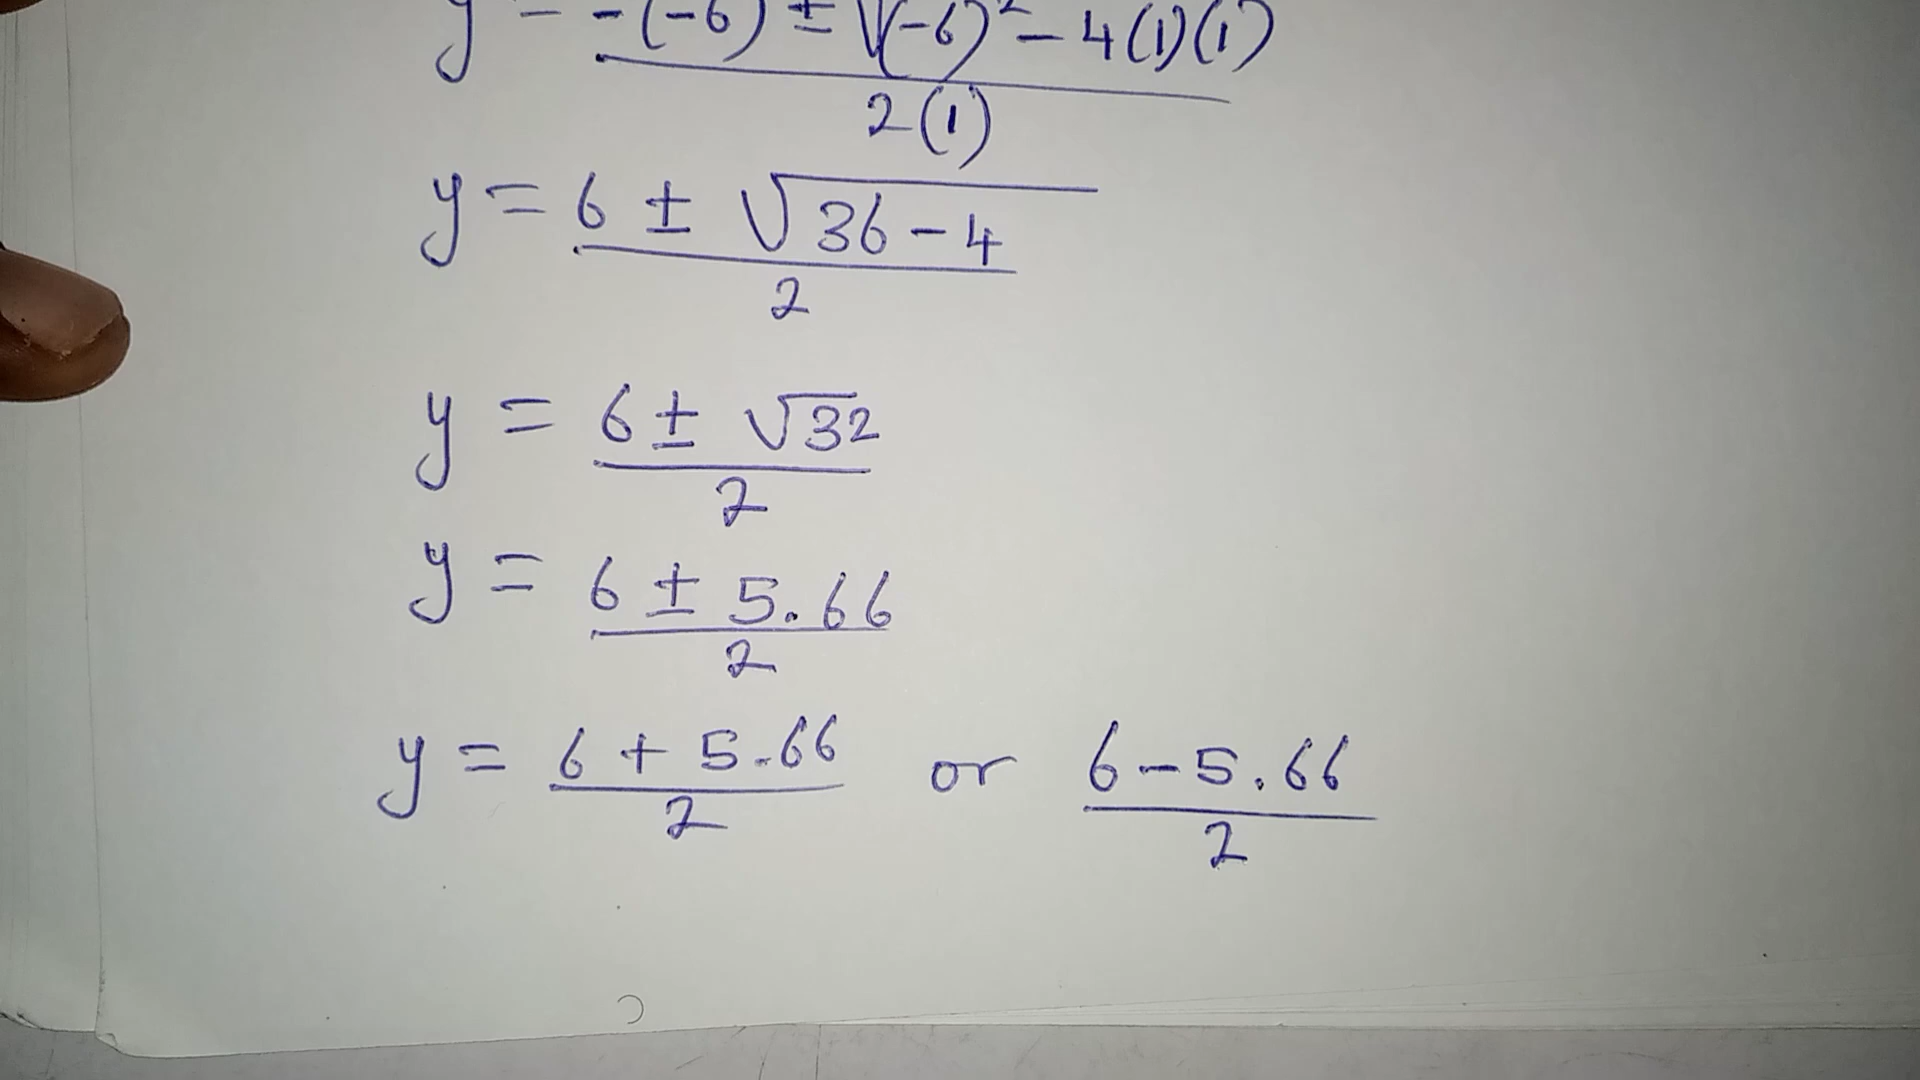 y = -(-6) ± √(-6)² - 4(1)(1)
2(1)
y = 6 ± √36 - 4
2
y = 6 ± √32
2
y = 6 ± 5.66
2
y = 6 + 5.66 or 6 - 5.66
2 2